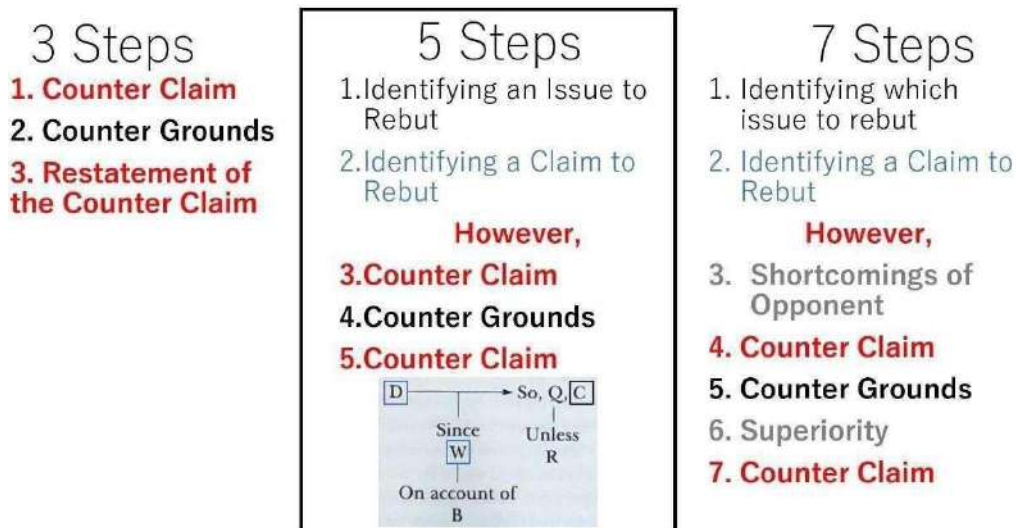 3 Steps
1. Counter Claim
2. Counter Grounds
3. Restatement of
the Counter Claim
5 Steps
1.Identifying an Issue to
Rebut
2.Identifying a Claim to
Rebut
However,
3.Counter Claim
4.Counter Grounds
5.Counter Claim
D So, Q, C
Since Unless
W R
On account of
B
7 Steps
1. Identifying which
issue to rebut
2. Identifying a Claim to
Rebut
However,
3. Shortcomings of
Opponent
4. Counter Claim
5. Counter Grounds
6. Superiority
7. Counter Claim